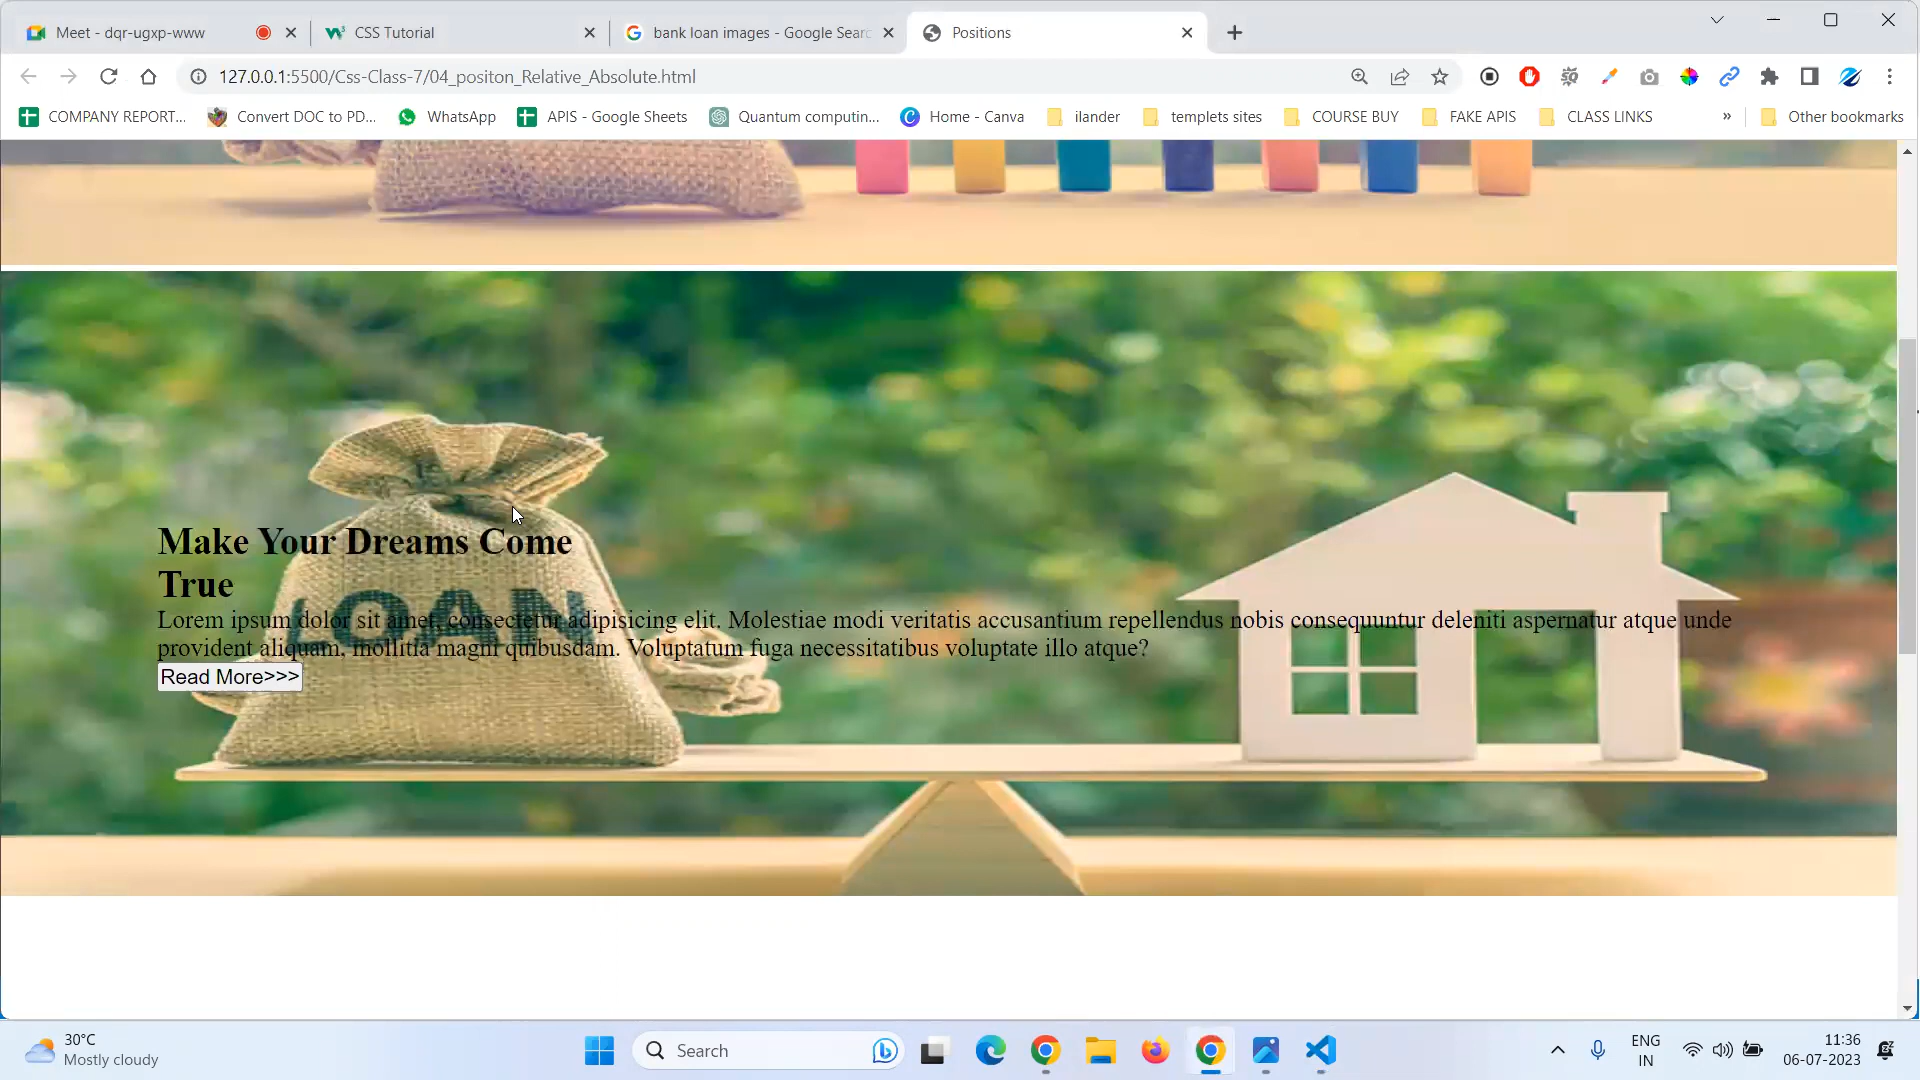 Meet - dqr-ugxp-www
CSS Tutorial
bank loan images - Google Searc
Positions
127.0.0.1:5500/Css-Class-7/04_positon_Relative_Absolute.html
COMPANY REPORT...
Convert DOC to PD...
WhatsApp
APIS - Google Sheets
Quantum computin...
Home - Canva
ilander
templets sites
COURSE BUY
FAKE APIS
CLASS LINKS
»
Other bookmarks
Make Your Dreams Come
True
LOAN
Lorem ipsum dolor sit amet, consectetur adipisicing elit. Molestiae modi veritatis accusantium repellendus nobis consequuntur deleniti aspernatur atque unde
provident aliquam, mollitia magni quibusdam. Voluptatum fuga necessitatibus voluptate illo atque?
Read More>>>
30°C
Mostly cloudy
Search
ENG
IN
11:36
06-07-2023